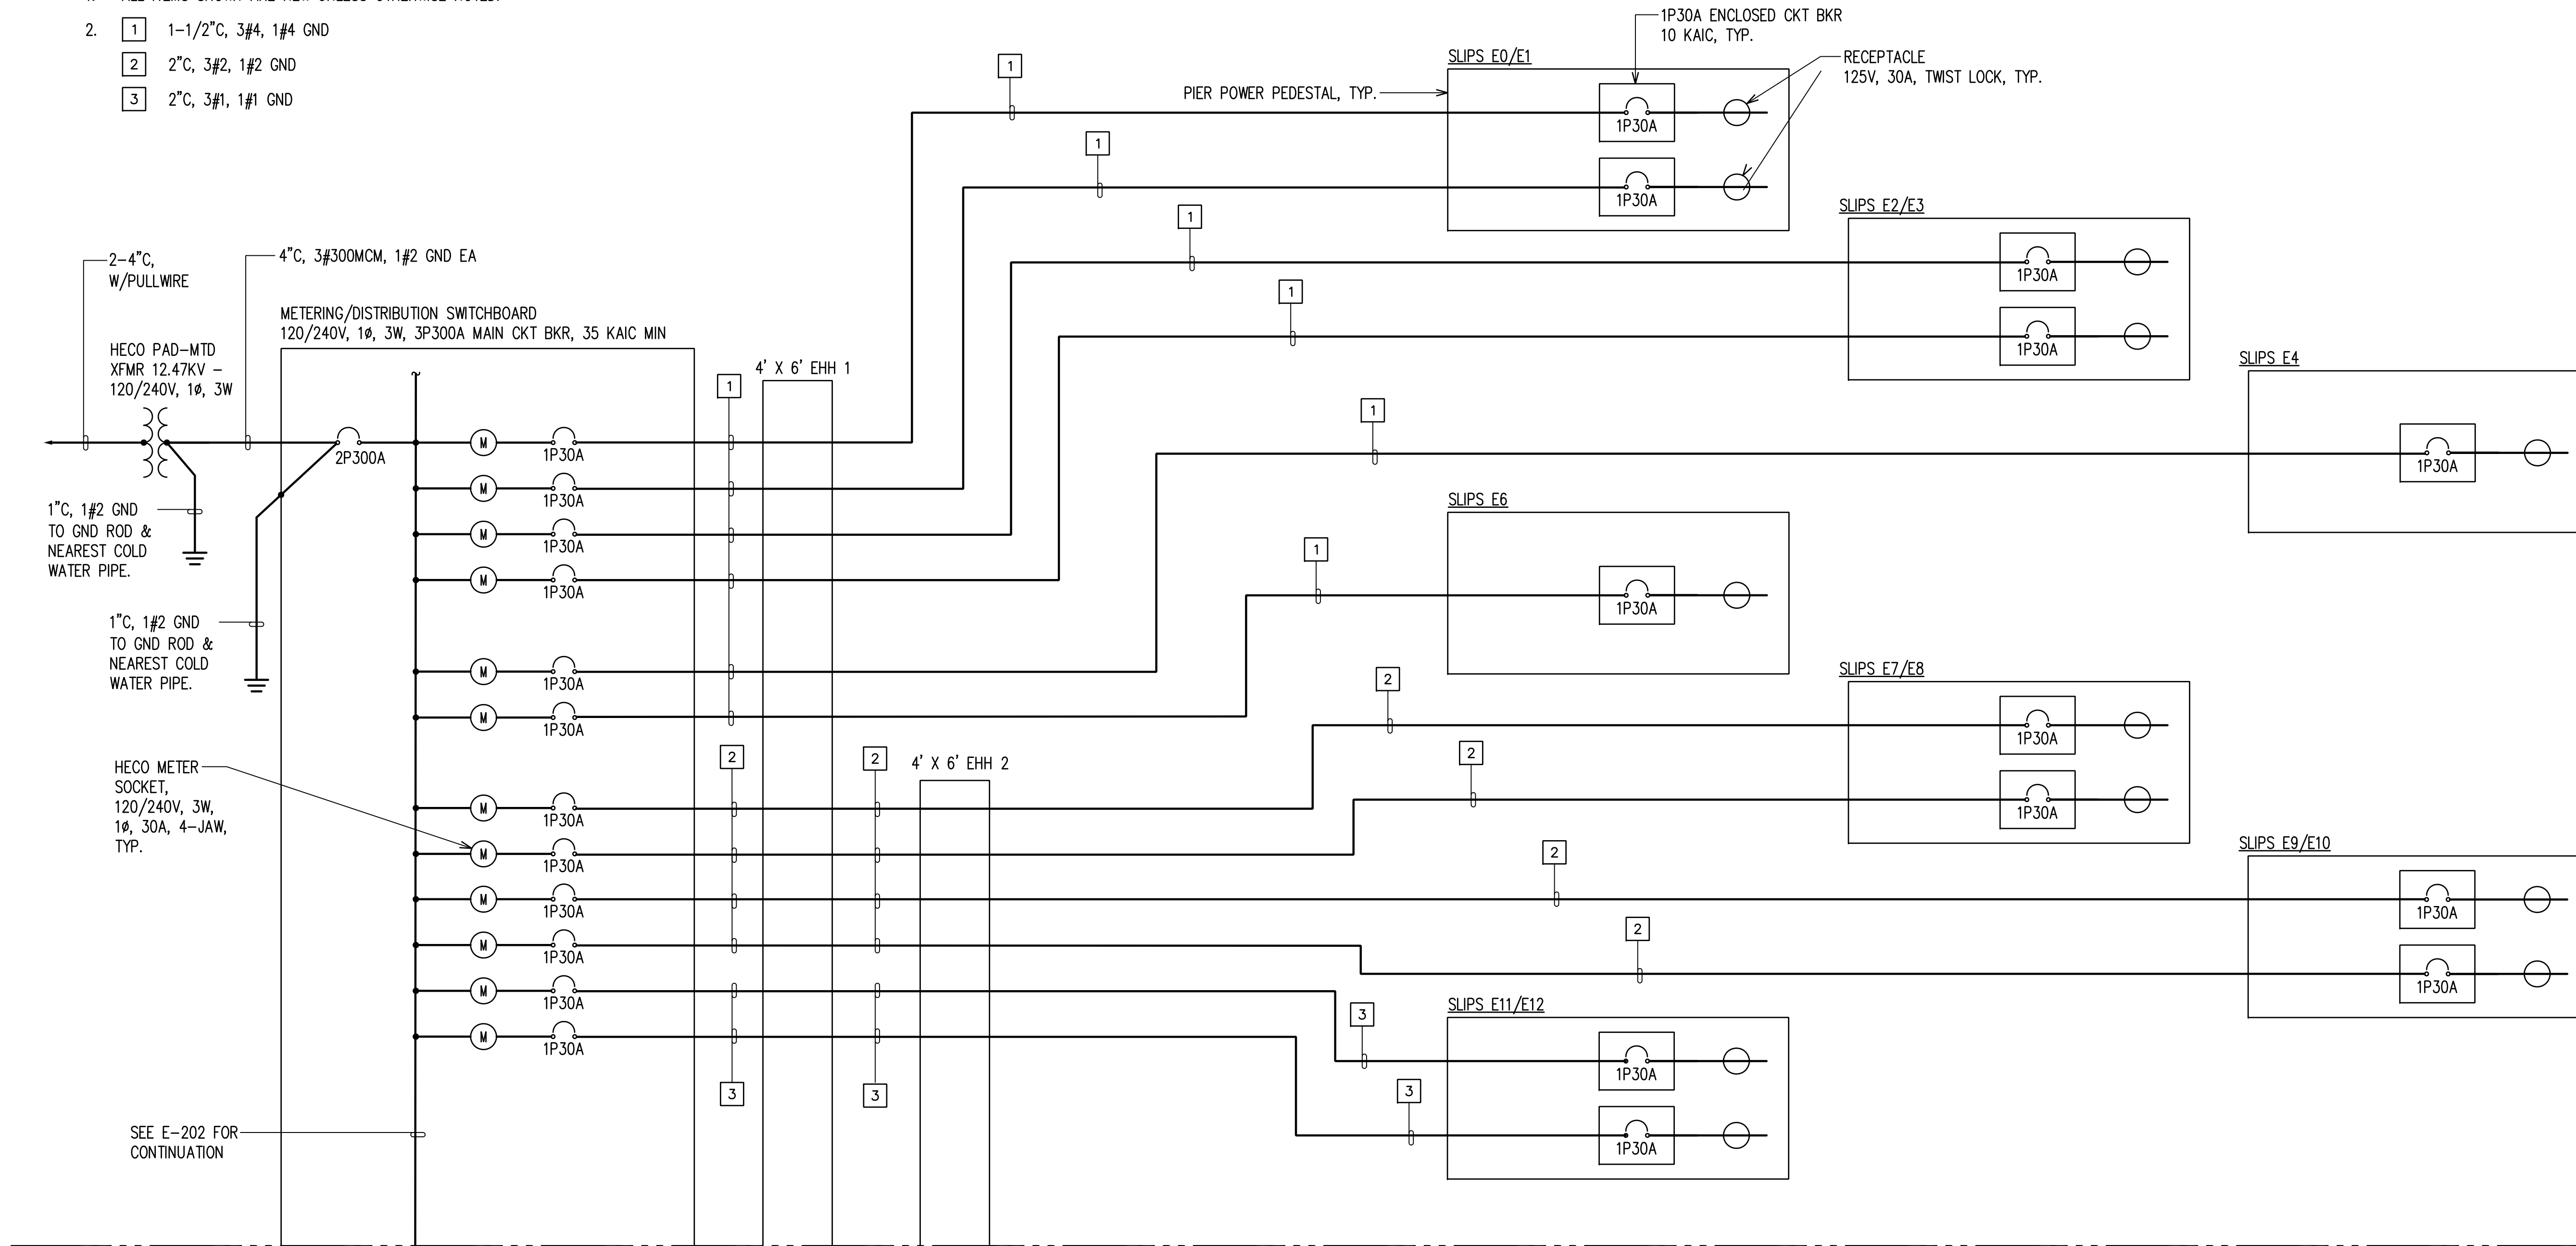 2. 1 1-1/2"C, 3#4, 1#4 GND
2 2"C, 3#2, 1#2 GND
3 2"C, 3#1, 1#1 GND
1P30A ENCLOSED CKT BKR
10 KAIC, TYP.
RECEPTACLE
125V, 30A, TWIST LOCK, TYP.
PIER POWER PEDESTAL, TYP.
SLIPS E0/E1
1
1P30A
1
1P30A
SLIPS E2/E3
1
1P30A
1
1P30A
SLIPS E4
1
1P30A
SLIPS E6
1
1P30A
SLIPS E7/E8
2
1P30A
2
1P30A
SLIPS E9/E10
2
1P30A
2
1P30A
SLIPS E11/E12
3
1P30A
3
1P30A
2-4"C,
W/PULLWIRE
4"C, 3#300MCM, 1#2 GND EA
METERING/DISTRIBUTION SWITCHBOARD
120/240V, 1ø, 3W, 3P300A MAIN CKT BKR, 35 KAIC MIN
HECO PAD-MTD
XFMR 12.47KV -
120/240V, 1ø, 3W
2P300A
1"C, 1#2 GND
TO GND ROD &
NEAREST COLD
WATER PIPE.
1"C, 1#2 GND
TO GND ROD &
NEAREST COLD
WATER PIPE.
HECO METER
SOCKET,
120/240V, 3W,
1ø, 30A, 4-JAW,
TYP.
SEE E-202 FOR
CONTINUATION
M
1P30A
M
1P30A
M
1P30A
M
1P30A
M
1P30A
M
1P30A
M
1P30A
M
1P30A
M
1P30A
M
1P30A
M
1P30A
M
1P30A
1
4' X 6' EHH 1
2
2
4' X 6' EHH 2
3
3